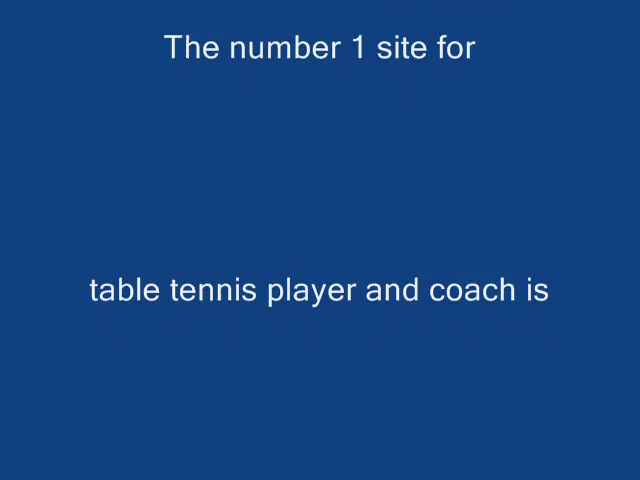 The number 1 site for
table tennis player and coach is